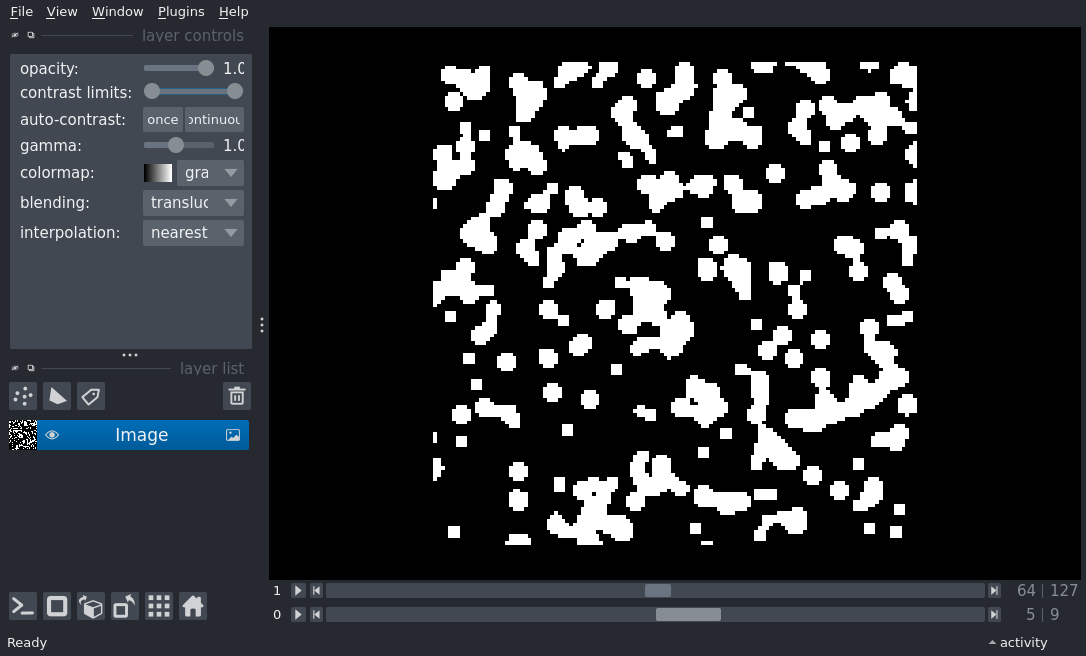 File View Window Plugins Help
layer controls
opacity: 1.0
contrast limits:
auto-contrast: once ontinuou
gamma: 1.0
colormap: gra
blending: transluc
interpolation: nearest
layer list
Image
1 64 | 127
0 5 | 9
Ready activity